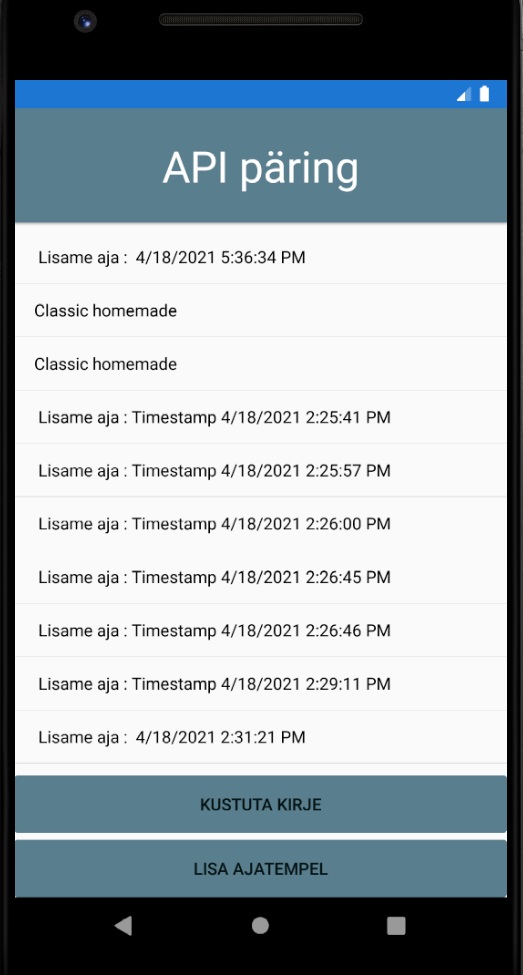 API päring
Lisame aja :  4/18/2021 5:36:34 PM
Classic homemade
Classic homemade
Lisame aja : Timestamp 4/18/2021 2:25:41 PM
Lisame aja : Timestamp 4/18/2021 2:25:57 PM
Lisame aja : Timestamp 4/18/2021 2:26:00 PM
Lisame aja : Timestamp 4/18/2021 2:26:45 PM
Lisame aja : Timestamp 4/18/2021 2:26:46 PM
Lisame aja : Timestamp 4/18/2021 2:29:11 PM
Lisame aja :  4/18/2021 2:31:21 PM
KUSTUTA KIRJE
LISA AJATEMPEL